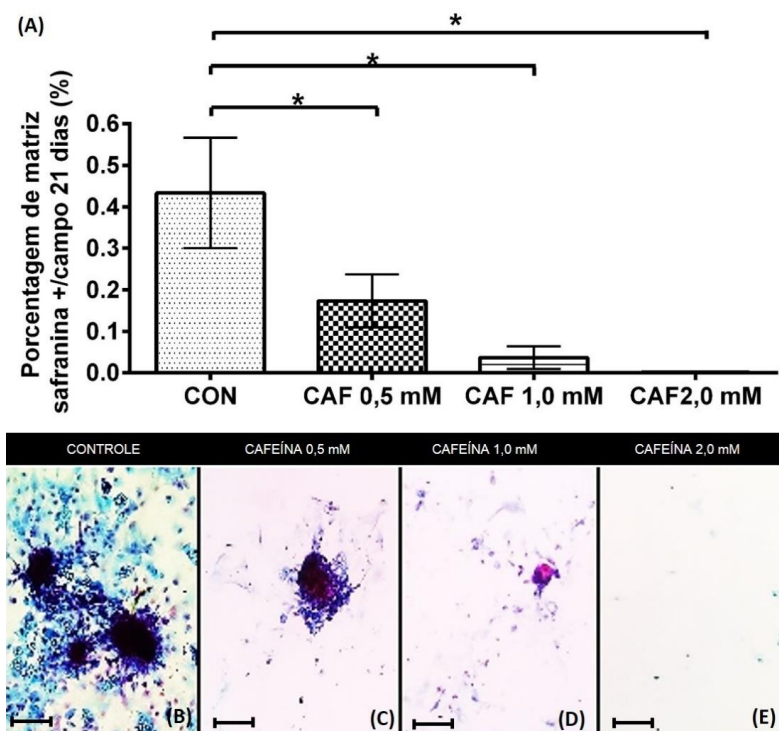 (A)
*
*
*
Porcentagem de matriz
safranina +/campo 21 dias (%)
0.6
0.5
0.4
0.3
0.2
0.1
0.0
CON
CAF 0,5 mM
CAF 1,0 mM
CAF2,0 mM
CONTROLE
CAFEÍNA 0,5 mM
CAFEÍNA 1,0 mM
CAFEÍNA 2,0 mM
(B)
(C)
(D)
(E)